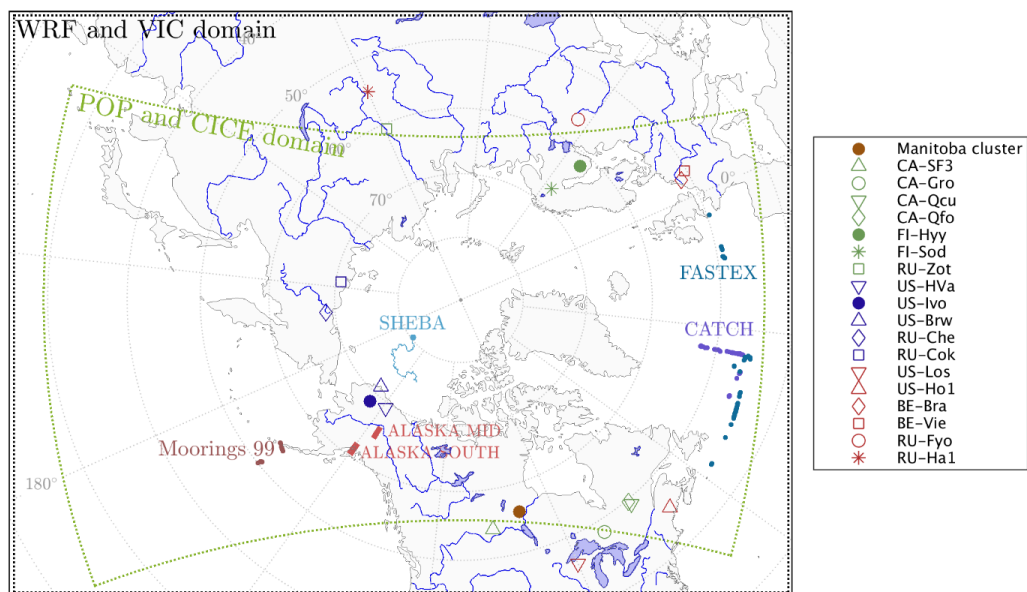 WRF and VIC domain
40°
50°
POP and CICE domain
60°
70°
0°
FASTEX
SHEBA
CATCH
ALASKA MID
Moorings 99
ALASKA SOUTH
180°
Manitoba cluster
CA-SF3
CA-Gro
CA-Qcu
CA-Qfo
FI-Hyy
FI-Sod
RU-Zot
US-HVa
US-Ivo
US-Brw
RU-Che
RU-Cok
US-Los
US-Ho1
BE-Bra
BE-Vie
RU-Fyo
RU-Ha1